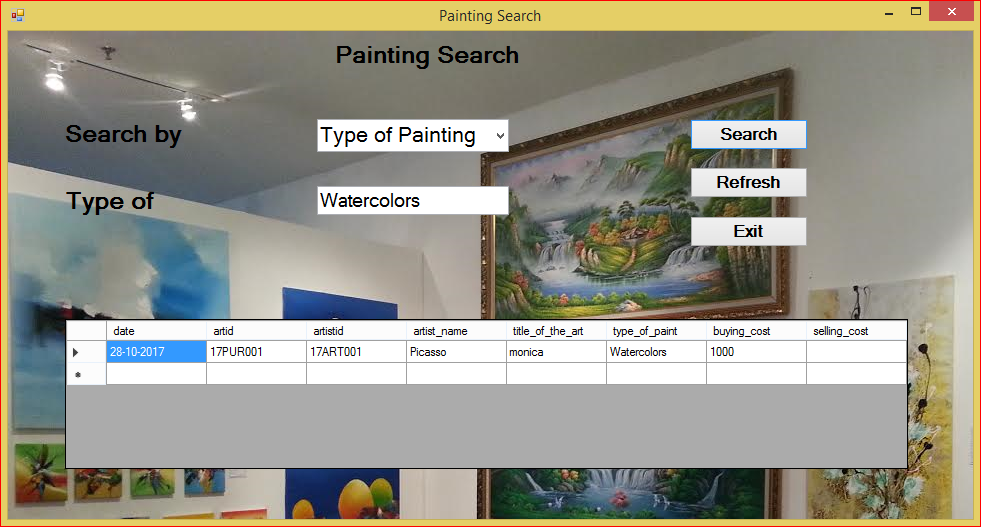 Painting Search
Painting Search
Search by Type of Painting Search
Refresh
Type of Watercolors
Exit
date artid artistid artist_name title_of_the_art type_of_paint buying_cost selling_cost
28-10-2017 17PUR001 17ART001 Picasso monica Watercolors 1000